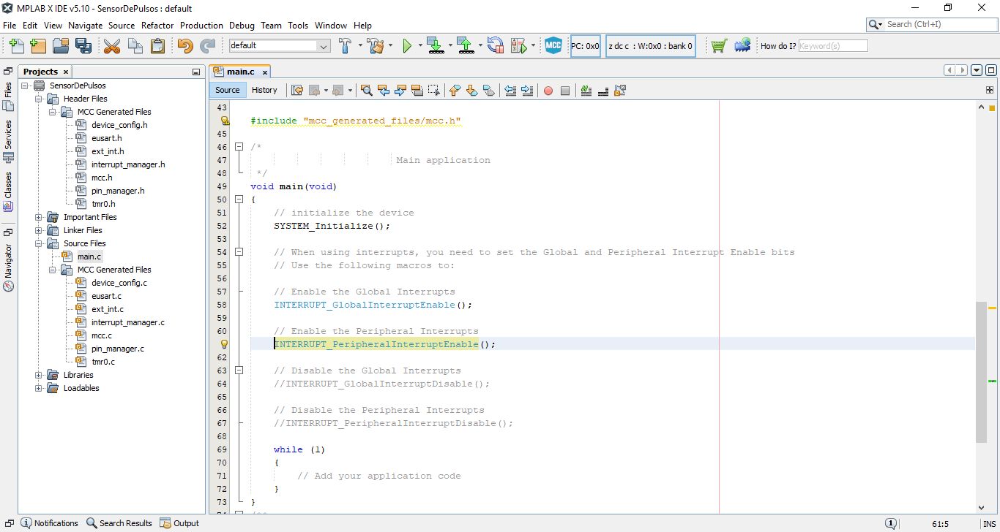 MPLAB X IDE v5.10 - SensorDePulsos : default
File Edit View Navigate Source Refactor Production Debug Team Tools Window Help
Search (Ctrl+I)
default
MCC
PC: 0x0
z dc c : W:0x0 : bank 0
How do I? Keyword(s)
Files
Services
Classes
Navigator
Projects
SensorDePulsos
Header Files
MCC Generated Files
device_config.h
eusart.h
ext_int.h
interrupt_manager.h
mcc.h
pin_manager.h
tmr0.h
Important Files
Linker Files
Source Files
main.c
MCC Generated Files
device_config.c
eusart.c
ext_int.c
interrupt_manager.c
mcc.c
pin_manager.c
tmr0.c
Libraries
Loadables
main.c
Source History
43
#include "mcc_generated_files/mcc.h"
45
46 /*
47 Main application
48 */
49 void main(void)
50 {
51 // initialize the device
52 SYSTEM_Initialize();
53
54 // When using interrupts, you need to set the Global and Peripheral Interrupt Enable bits
55 // Use the following macros to:
56
57 // Enable the Global Interrupts
58 INTERRUPT_GlobalInterruptEnable();
59
60 // Enable the Peripheral Interrupts
INTERRUPT_PeripheralInterruptEnable();
62
63 // Disable the Global Interrupts
64 //INTERRUPT_GlobalInterruptDisable();
65
66 // Disable the Peripheral Interrupts
67 //INTERRUPT_PeripheralInterruptDisable();
68
69 while (1)
70 {
71 // Add your application code
72 }
73 }
Notifications Search Results Output
61:5 INS